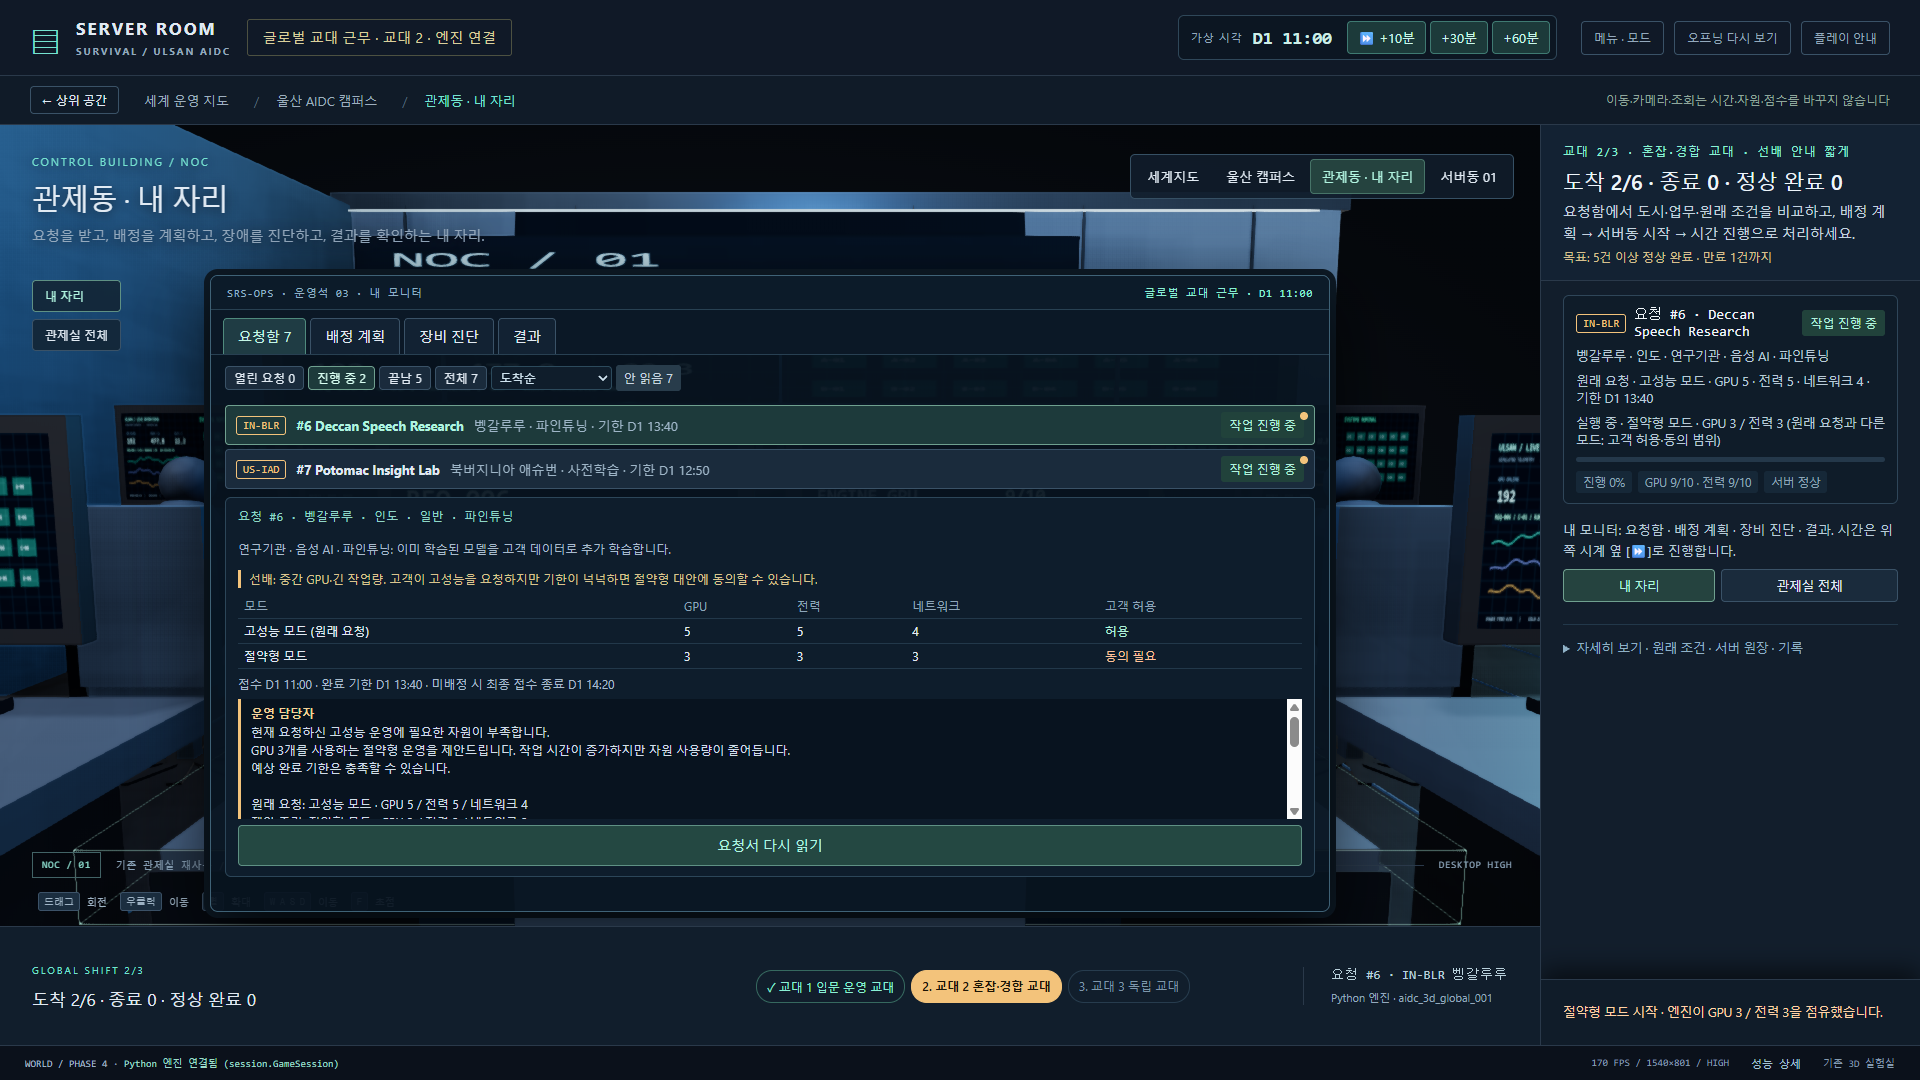 SERVER ROOM
SURVIVAL / ULSAN AIDC
글로벌 교대 근무 · 교대 2 · 엔진 연결
가상 시각 D1 11:00 ⏩ +10분 +30분 +60분
메뉴 · 모드 오프닝 다시 보기 플레이 안내
← 상위 공간 세계 운영 지도 / 울산 AIDC 캠퍼스 / 관제동 · 내 자리
이동·카메라·조회는 시간·자원·점수를 바꾸지 않습니다
CONTROL BUILDING / NOC
관제동 · 내 자리
요청을 받고, 배정을 계획하고, 장애를 진단하고, 결과를 확인하는 내 자리.
세계지도 울산 캠퍼스 관제동 · 내 자리 서버동 01
내 자리
관제실 전체
NOC / 01
SRS-OPS · 운영석 03 · 내 모니터 글로벌 교대 근무 · D1 11:00
요청함 7 배정 계획 장비 진단 결과
열린 요청 0 진행 중 2 끝남 5 전체 7 도착순 안 읽음 7
IN-BLR #6 Deccan Speech Research 벵갈루루 · 파인튜닝 · 기한 D1 13:40 작업 진행 중
US-IAD #7 Potomac Insight Lab 북버지니아 애슈번 · 사전학습 · 기한 D1 12:50 작업 진행 중
요청 #6 · 벵갈루루 · 인도 · 일반 · 파인튜닝
연구기관 · 음성 AI · 파인튜닝: 이미 학습된 모델을 고객 데이터로 추가 학습합니다.
선배: 중간 GPU·긴 작업량. 고객이 고성능을 요청하지만 기한이 넉넉하면 절약형 대안에 동의할 수 있습니다.
모드 GPU 전력 네트워크 고객 허용
고성능 모드 (원래 요청) 5 5 4 허용
절약형 모드 3 3 3 동의 필요
접수 D1 11:00 · 완료 기한 D1 13:40 · 미배정 시 최종 접수 종료 D1 14:20
운영 담당자
현재 요청하신 고성능 운영에 필요한 자원이 부족합니다.
GPU 3개를 사용하는 절약형 운영을 제안드립니다. 작업 시간이 증가하지만 자원 사용량이 줄어듭니다.
예상 완료 기한은 충족할 수 있습니다.
원래 요청: 고성능 모드 · GPU 5 / 전력 5 / 네트워크 4
요청서 다시 읽기
NOC / 01 기존 관제실 재사
DESKTOP HIGH
드래그 회전 우클릭 이동
교대 2/3 · 혼잡·경합 교대 · 선배 안내 짧게
도착 2/6 · 종료 0 · 정상 완료 0
요청함에서 도시·업무·원래 조건을 비교하고, 배정 계
획 → 서버동 시작 → 시간 진행으로 처리하세요.
목표: 5건 이상 정상 완료 · 만료 1건까지
IN-BLR 요청 #6 · Deccan Speech Research 작업 진행 중
벵갈루루 · 인도 · 연구기관 · 음성 AI · 파인튜닝
원래 요청 · 고성능 모드 · GPU 5 · 전력 5 · 네트워크 4 ·
기한 D1 13:40
실행 중 · 절약형 모드 · GPU 3 / 전력 3 (원래 요청과 다른
모드: 고객 허용·동의 범위)
진행 0% GPU 9/10 · 전력 9/10 서버 정상
내 모니터: 요청함 · 배정 계획 · 장비 진단 · 결과. 시간은 위
쪽 시계 옆 [⏩]로 진행합니다.
내 자리 관제실 전체
▶ 자세히 보기 · 원래 조건 · 서버 원장 · 기록
절약형 모드 시작 · 엔진이 GPU 3 / 전력 3을 점유했습니다.
GLOBAL SHIFT 2/3
도착 2/6 · 종료 0 · 정상 완료 0
✓ 교대 1 입문 운영 교대 2. 교대 2 혼잡·경합 교대 3. 교대 3 독립 교대
요청 #6 · IN-BLR 벵갈루루
Python 엔진 · aidc_3d_global_001
WORLD / PHASE 4 · Python 엔진 연결됨 (session.GameSession)
170 FPS / 1540×801 / HIGH 성능 상세 기존 3D 실험실